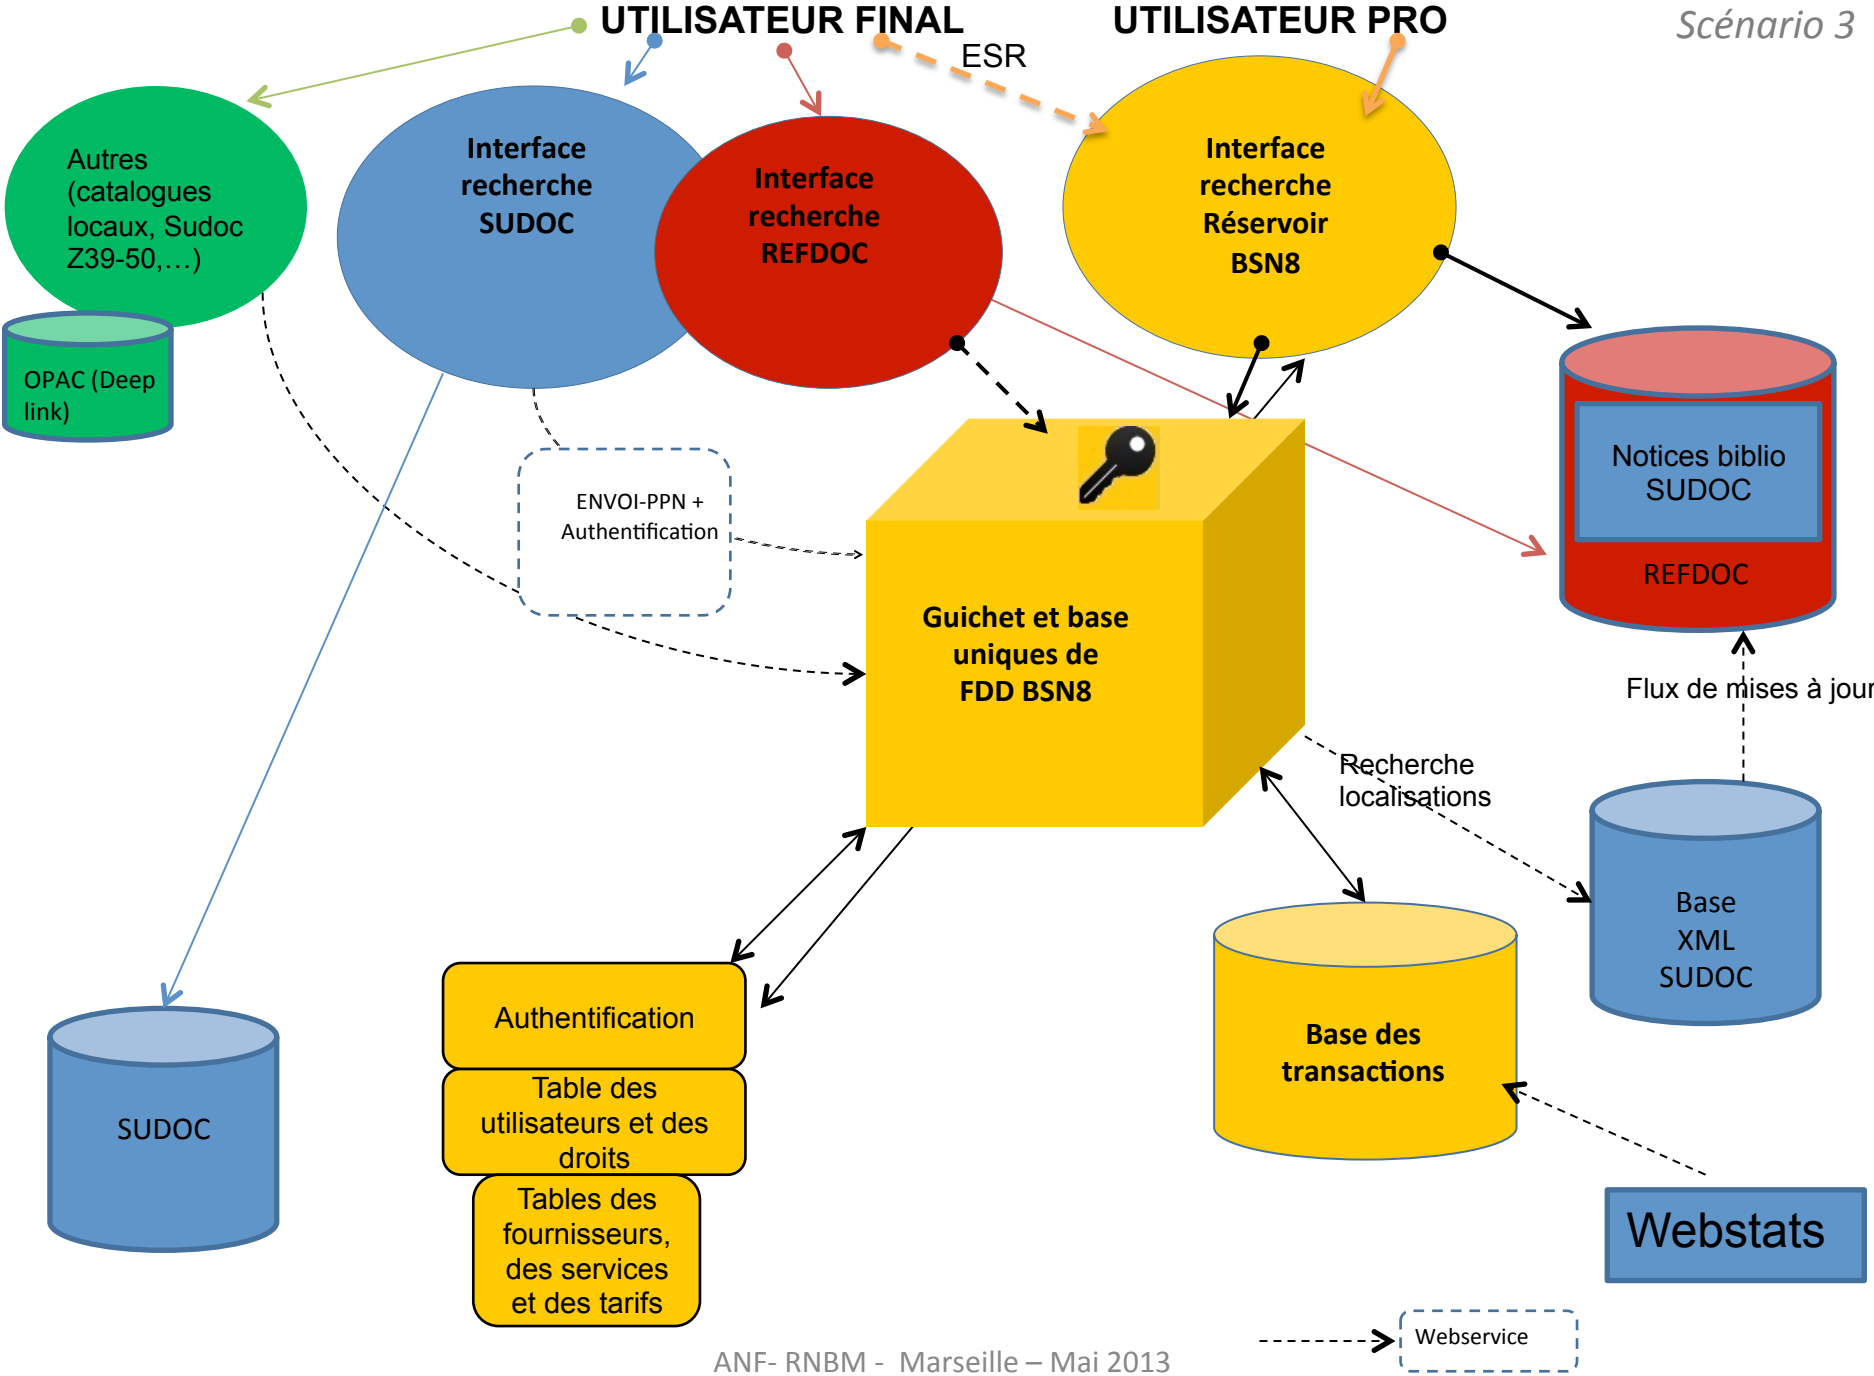 UTILISATEUR FINAL
UTILISATEUR PRO
Scénario 3
ESR
Autres
(catalogues
locaux, Sudoc
Z39-50,…)
Interface
recherche
SUDOC
Interface
recherche
REFDOC
Interface
recherche
Réservoir
BSN8
OPAC (Deep
link)
Notices biblio
SUDOC
REFDOC
ENVOI-PPN +
Authentification
Guichet et base
uniques de
FDD BSN8
Flux de mises à jour
Recherche
localisations
Base
XML
SUDOC
Authentification
Table des
utilisateurs et des
droits
Tables des
fournisseurs,
des services
et des tarifs
Base des
transactions
SUDOC
Webstats
Webservice
ANF- RNBM - Marseille – Mai 2013